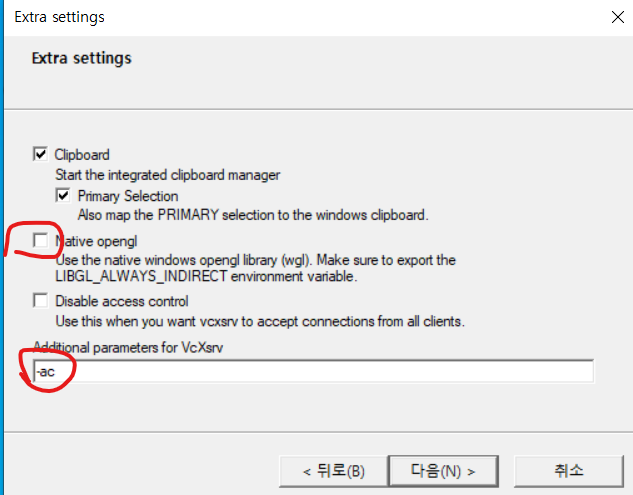 Extra settings
Extra settings
Clipboard
Start the integrated clipboard manager
Primary Selection
Also map the PRIMARY selection to the windows clipboard.
Native opengl
Use the native windows opengl library (wgl). Make sure to export the
LIBGL_ALWAYS_INDIRECT environment variable.
Disable access control
Use this when you want vcxsrv to accept connections from all clients.
Additional parameters for VcXsrv
-ac
< 뒤로(B) 다음(N) > 취소